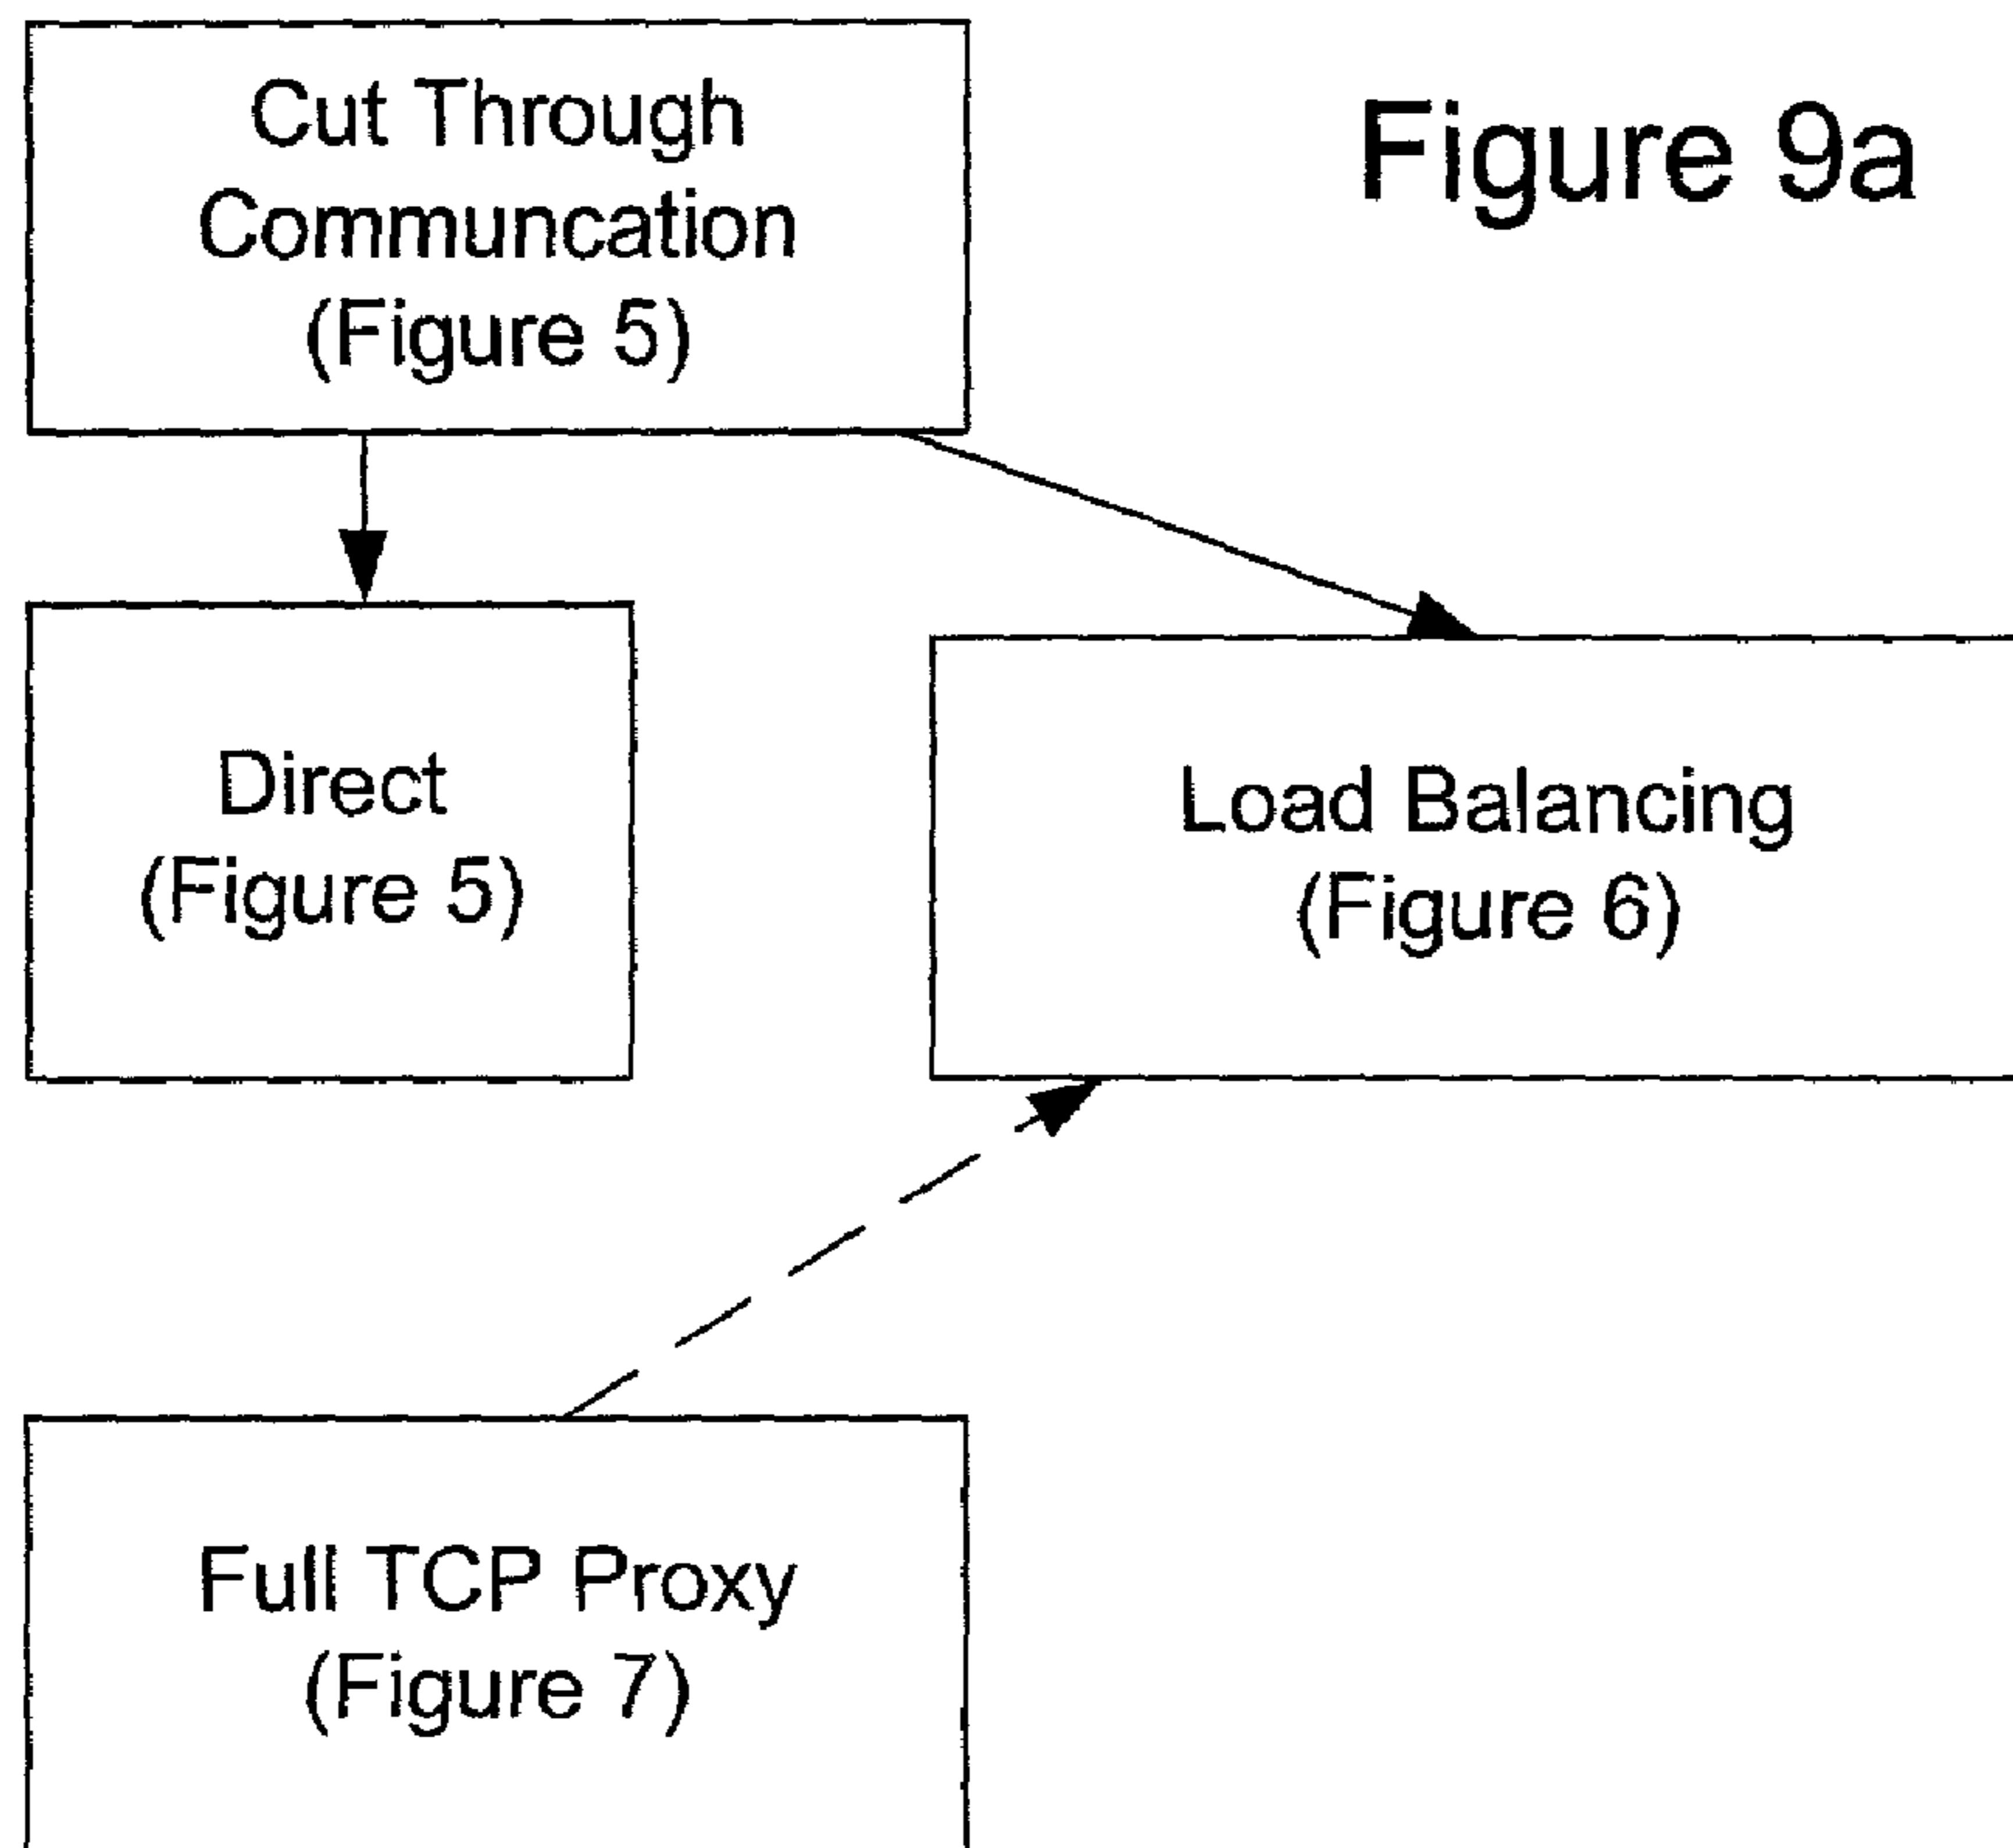 Cut Through
Communcation
(Figure 5)
Figure 9a
Direct
(Figure 5)
Load Balancing
(Figure 6)
Full TCP Proxy
(Figure 7)